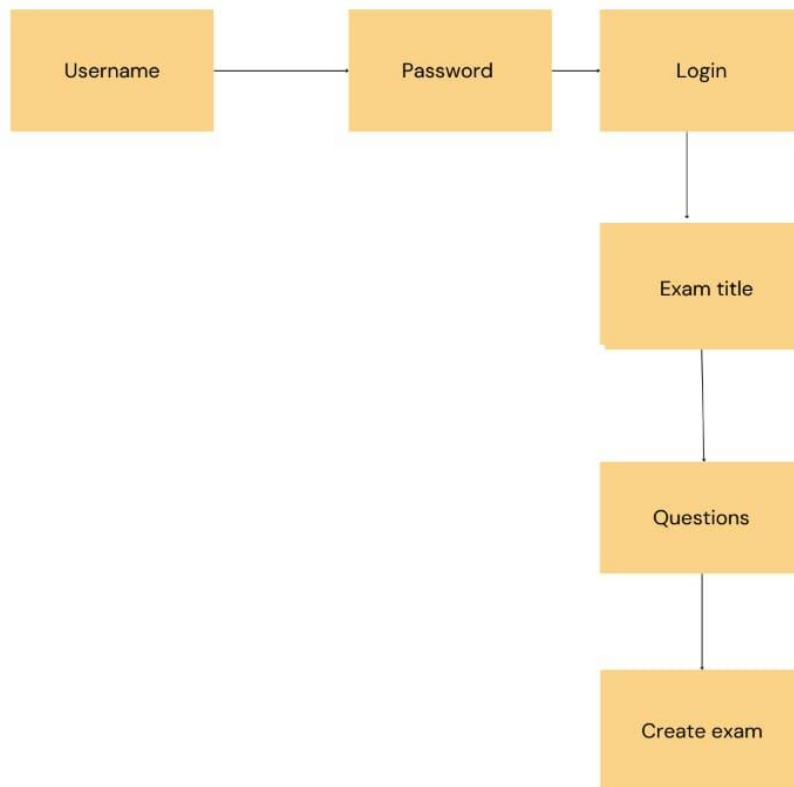 Username
Password
Login
Exam title
Questions
Create exam